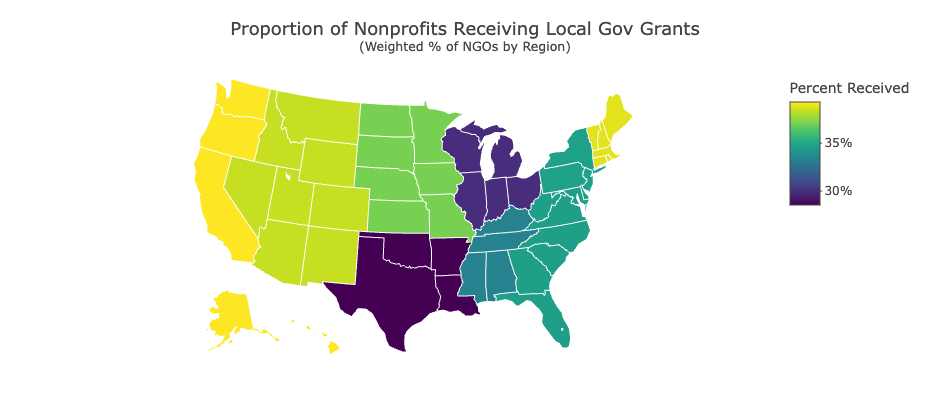 Proportion of Nonprofits Receiving Local Gov Grants
(Weighted % of NGOs by Region)
Percent Received
35%
30%